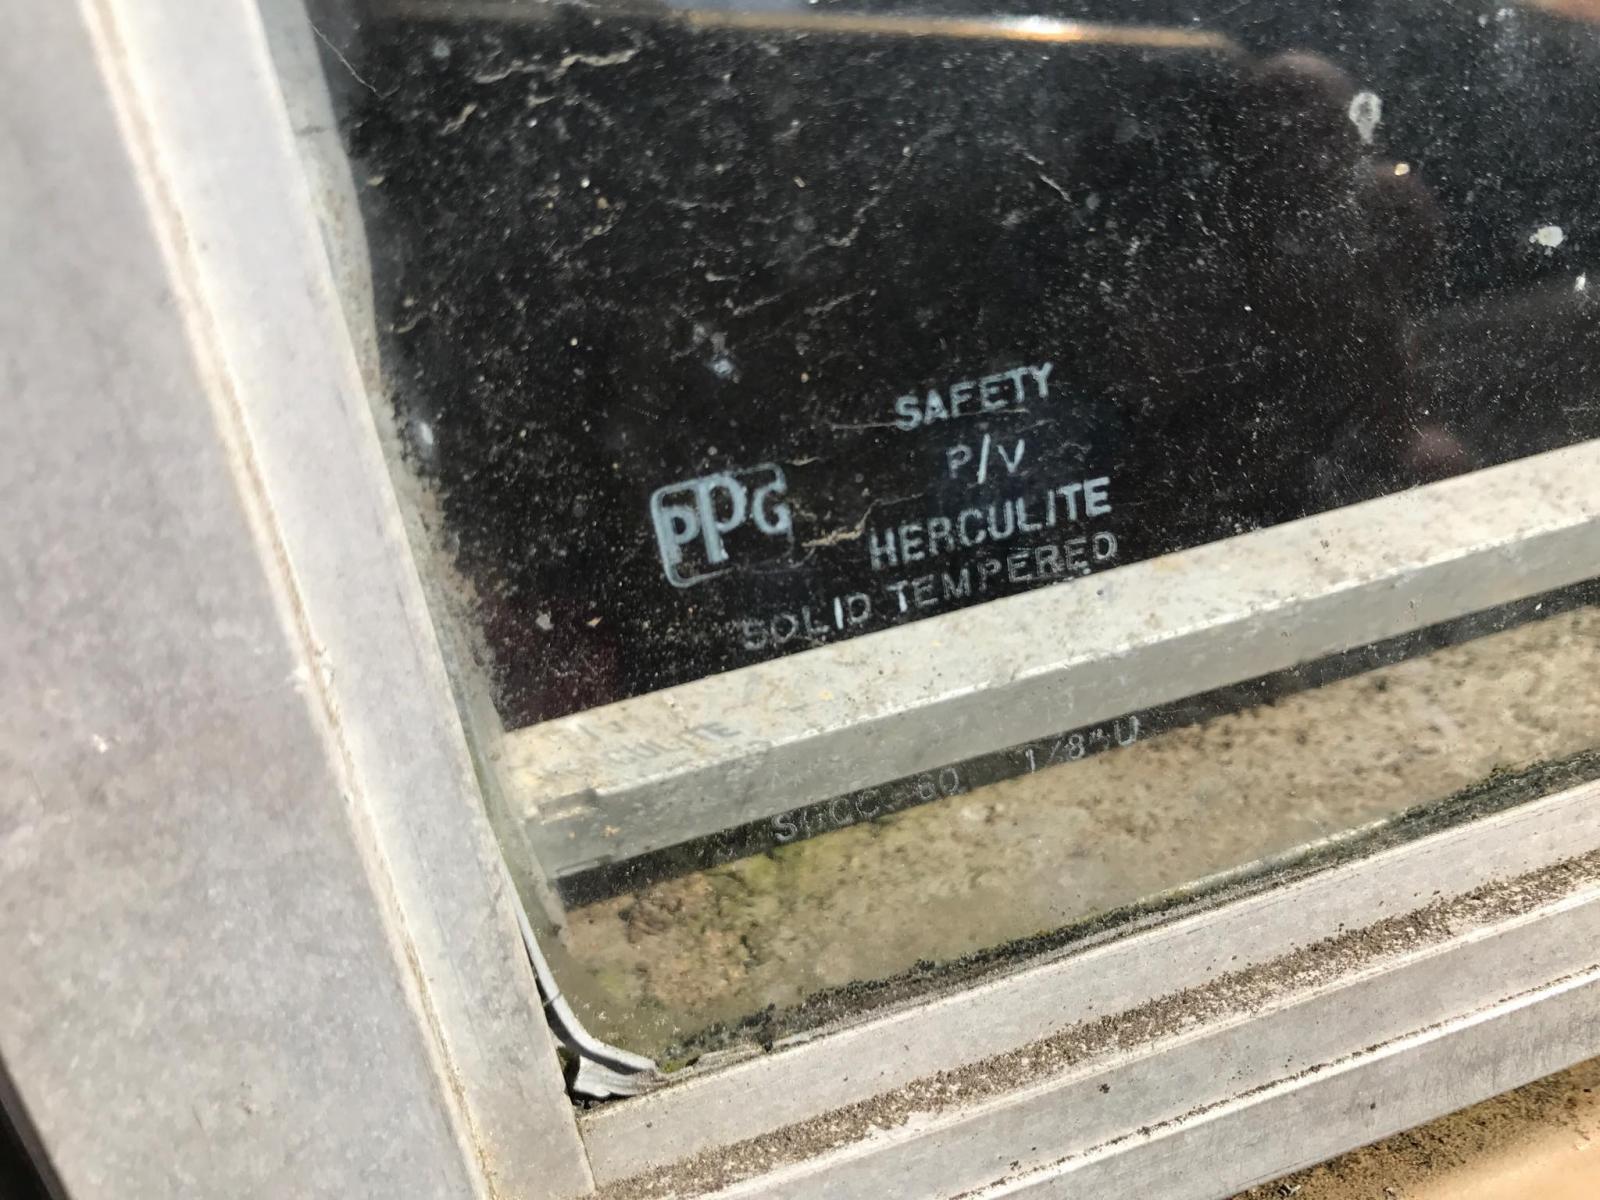 SAFETY
P/V
PPG
HERCULITE
SOLID TEMPERED
SGCC-60 1/8" U